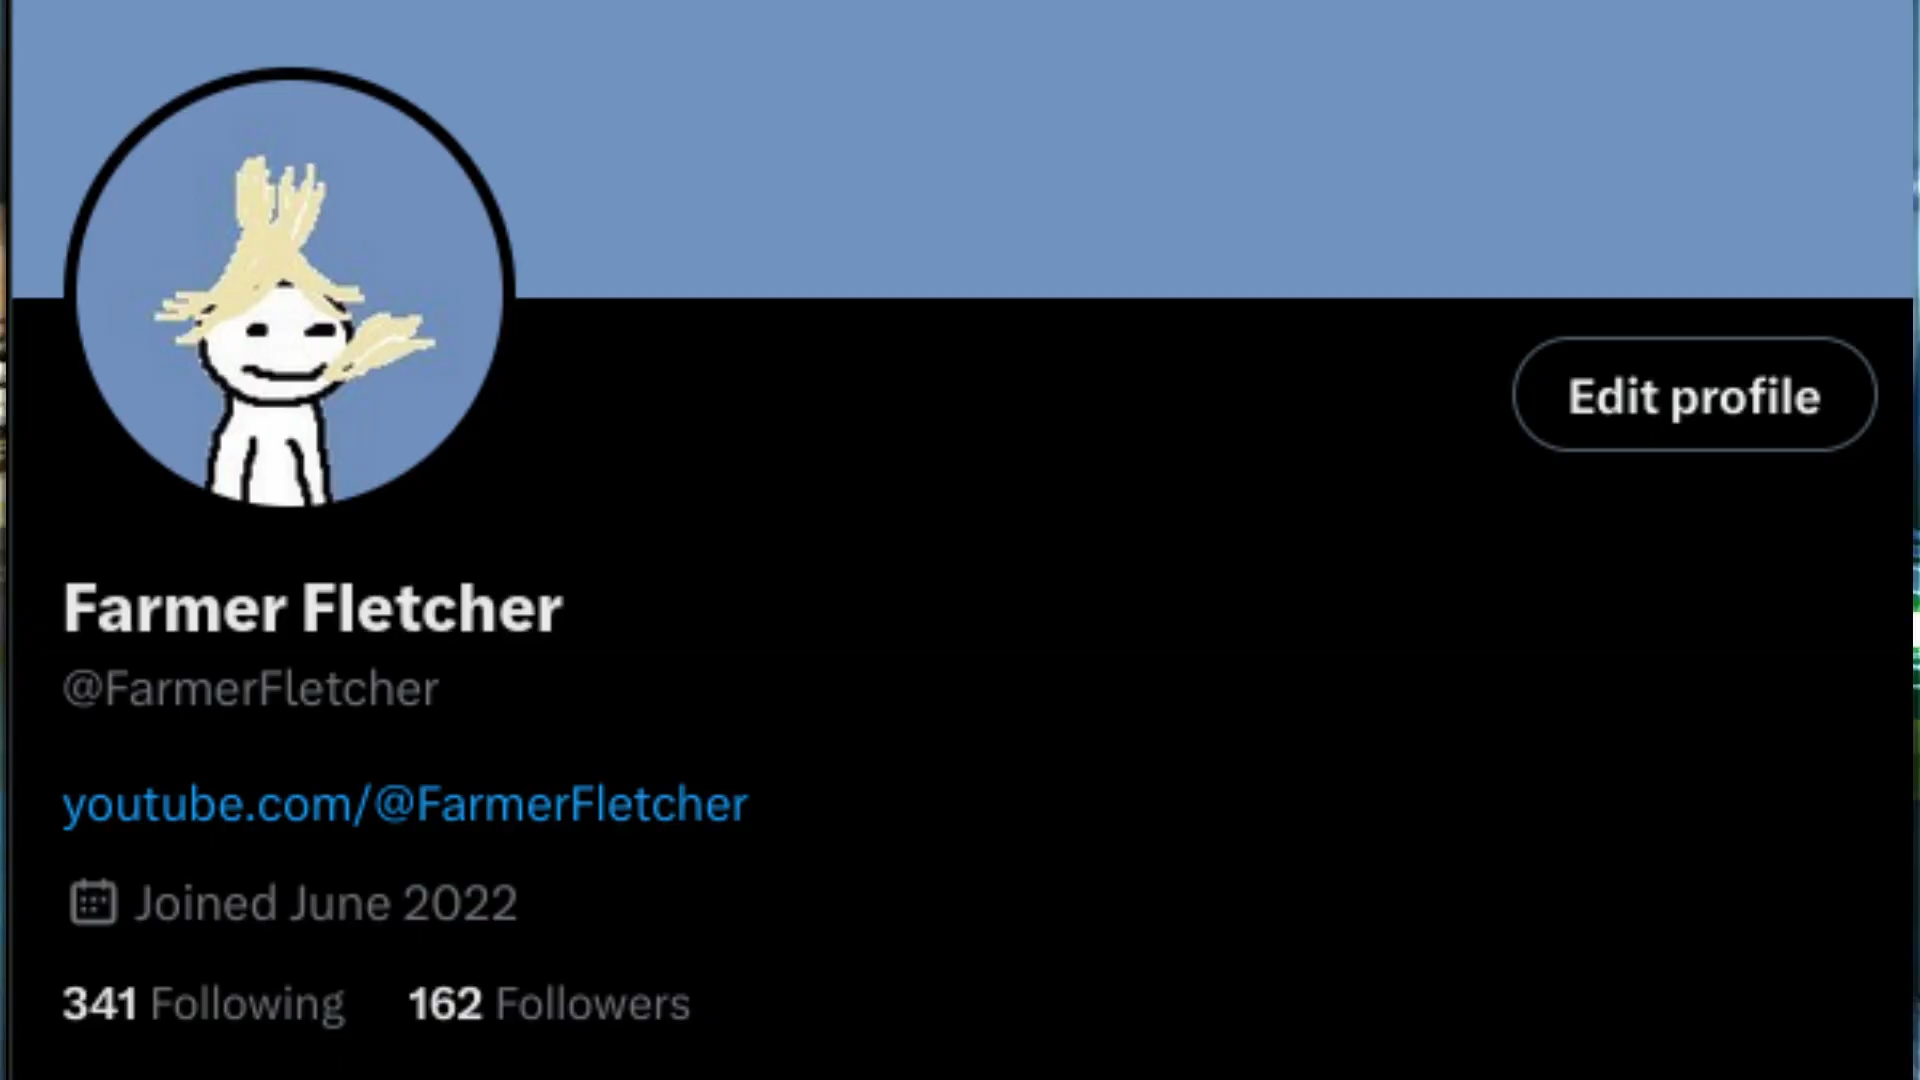 Edit profile
Farmer Fletcher
@FarmerFletcher
youtube.com/@FarmerFletcher
Joined June 2022
341 Following 162 Followers